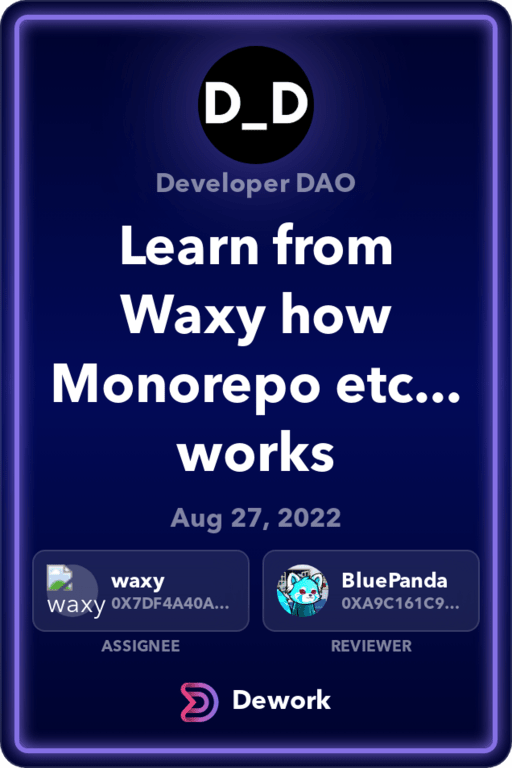 D_D
Developer DAO
Learn from
Waxy how
Monorepo etc...
works
Aug 27, 2022
waxy
waxy
0X7DF4A40A...
BluePanda
0XA9C161C9...
ASSIGNEE
REVIEWER
Dework